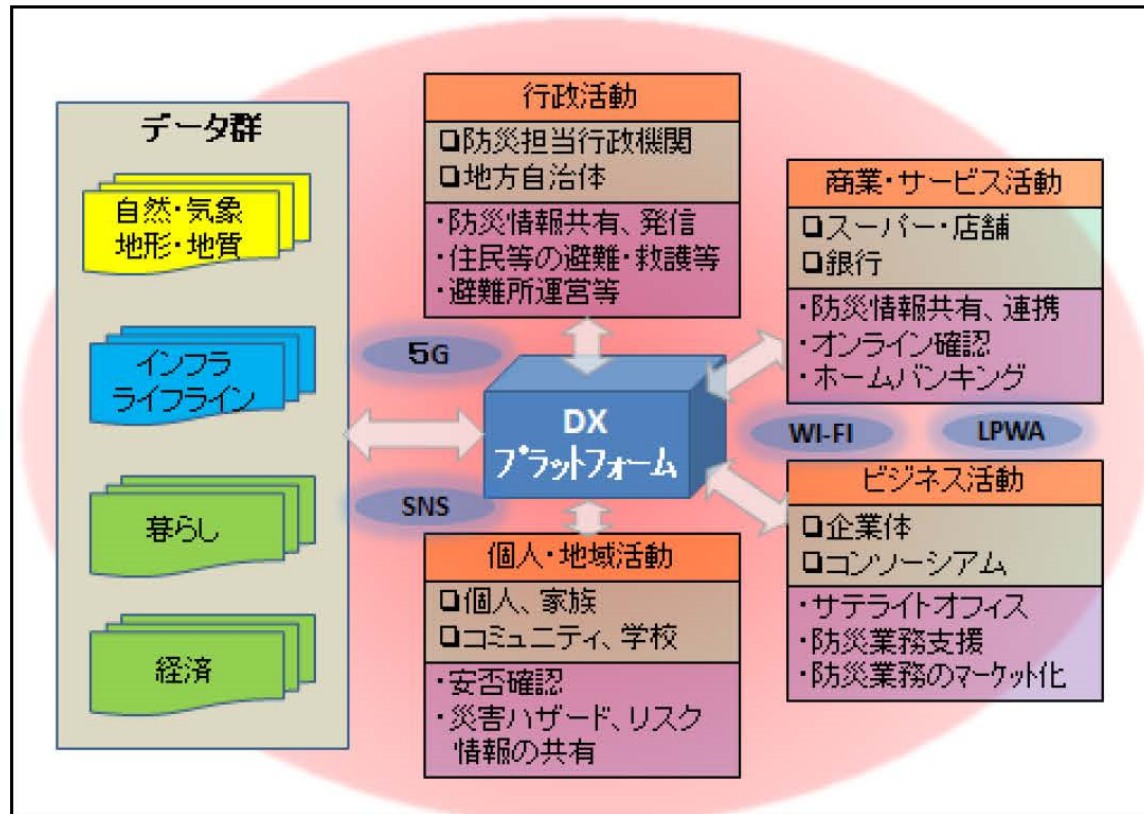 データ群
自然・気象
地形・地質
インフラ
ライフライン
暮らし
経済
行政活動
❑防災担当行政機関
❑地方自治体
・防災情報共有、発信
・住民等の避難・救護等
・避難所運営等
商業・サービス活動
❑スーパー・店舗
❑銀行
・防災情報共有、連携
・オンライン確認
・ホームバンキング
5G
DX
プラットフォーム
WI-FI
LPWA
SNS
個人・地域活動
❑個人、家族
❑コミュニティ、学校
・安否確認
・災害ハザード、リスク
情報の共有
ビジネス活動
❑企業体
❑コンソーシアム
・サテライトオフィス
・防災業務支援
・防災業務のマーケット化